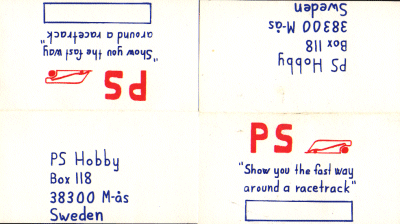 "Show you the fast way
around a racetrack"
PS
PS Hobby
Box 118
38300 M-ås
Sweden
PS Hobby
Box 118
38300 M-ås
Sweden
PS
"Show you the fast way
around a racetrack"